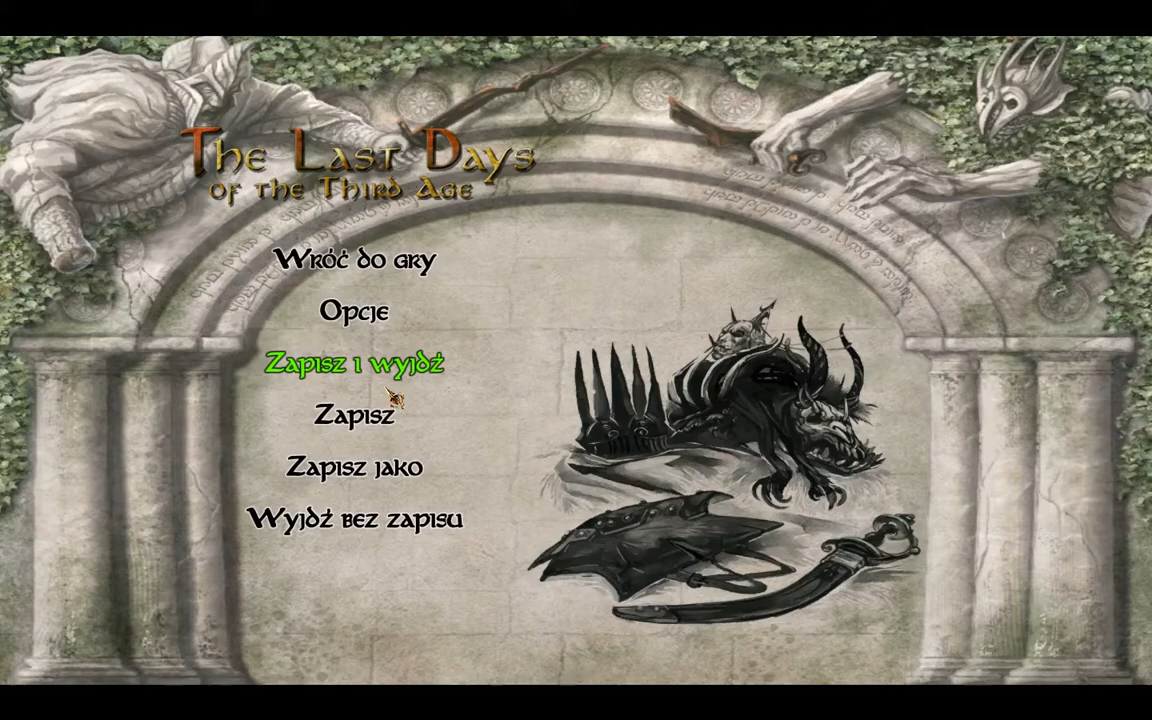 The Last Days
of the Third Age
Wróć do gry
Opcje
Zapisz i wyjdź
Zapisz
Zapisz jako
Wyjdź bez zapisu